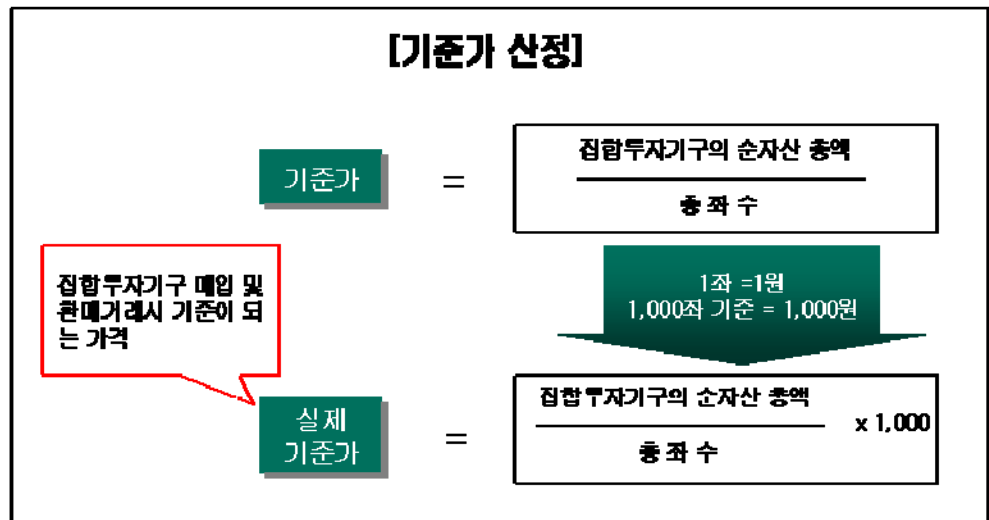 [기준가 산정]
기준가
=
집합투자기구의 순자산 총액
총 좌 수
집합투자기구 매입 및
판매거래시 기준이 되
는 가격
1좌 =1원
1,000좌 기준 = 1,000원
실제
기준가
=
집합투자기구의 순자산 총액
총 좌 수
x 1,000